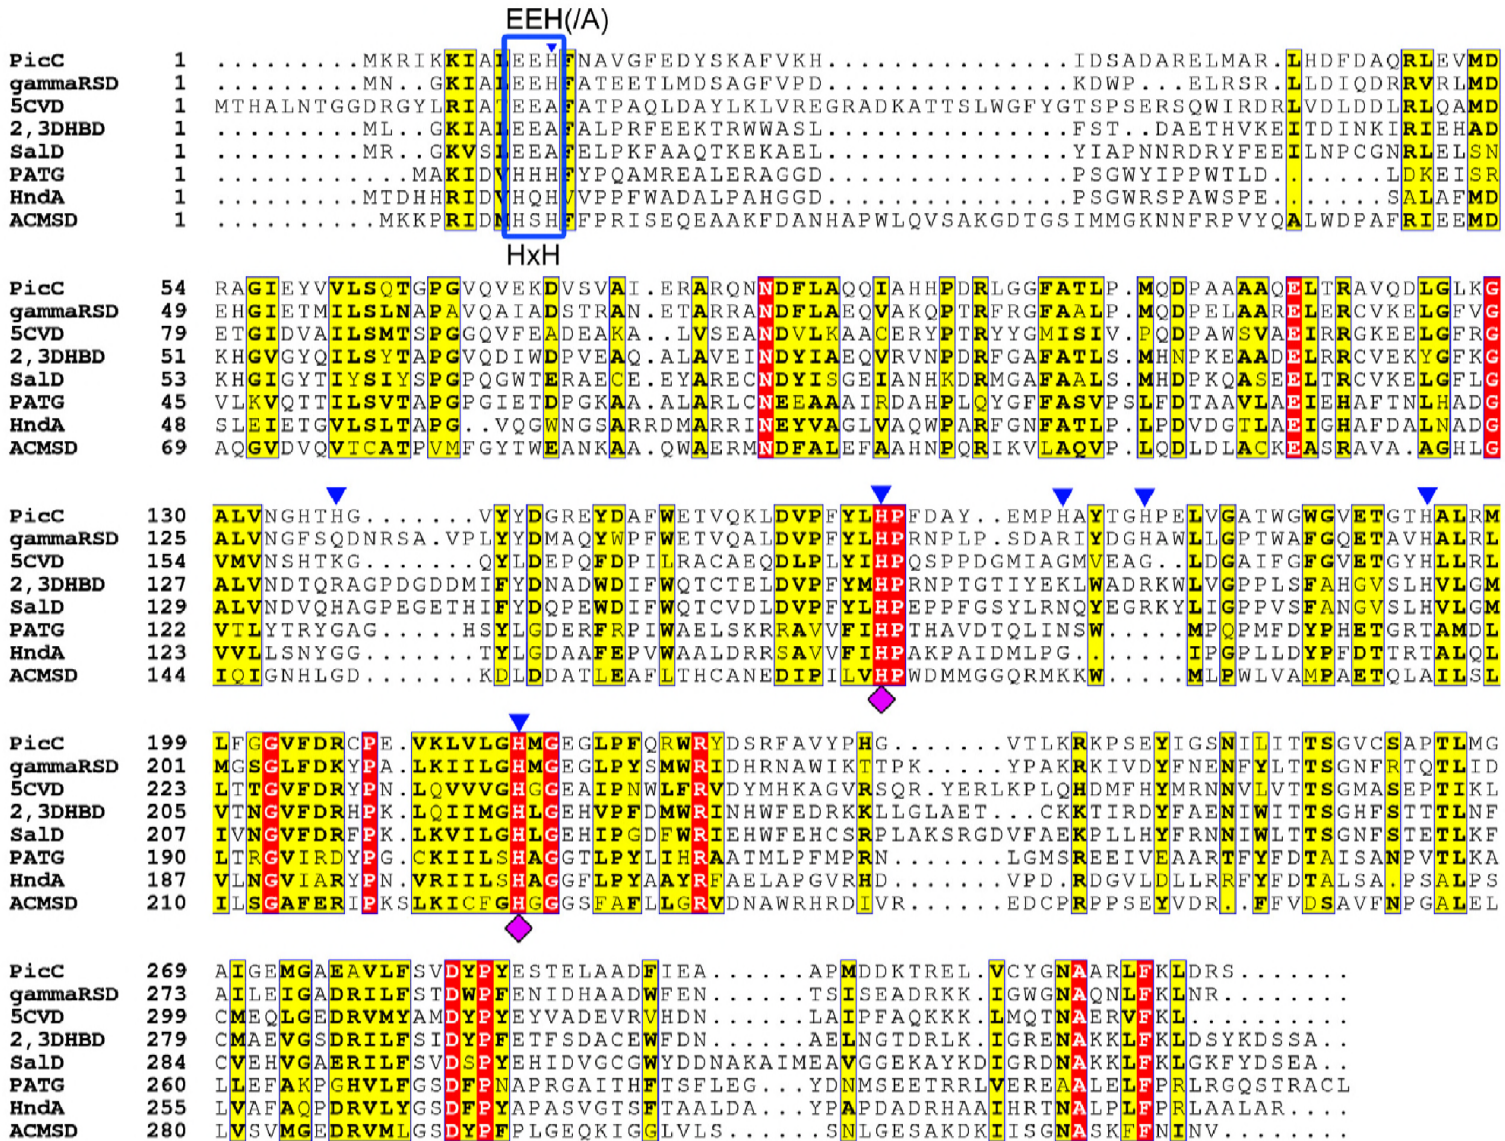 EEH(/A)
PicC 1 .........MKRIKKIALEEHFNAVGFEDYSKAFVKH...............IDSADARELMAR.LHDFDAQRLEVMD
gammaRSD 1 .........MN..GKIALEEHFATEETLMDSAGFVPD...............KDWP...ELRSR.LLDIQDRRVRLMD
5CVD 1 MTHALNTGGDRGYLRIATEEAFATPAQLDAYLKLVREGRADKATTSLWGFYGTSPSERSQWIRDRLVDLDDLRLQAMD
2,3DHBD 1 .........ML..GKIALEEAFALPRFEEKTRWWASL...............FST..DAETHVKEITDINKIRIEHAD
SalD 1 .........MR..GKVSLEEAFELPKFAAQTKEKAEL...............YIAPNNRDRYFEEILNPCGNRLELSN
PATG 1 ............MAKIDVHHHFYPQAMREALERAGGD...............PSGWYIPPWTLD......LDKEISR
HndA 1 .........MTDHHRIDVHQHVVPPFWADALPAHGGD...............PSGWRSPAWSPE......SALAFMD
ACMSD 1 ..........MKKPRIDMHSHFFPRISEQEAAKFDANHAPWLQVSAKGDTGSIMMGKNNFRPVYQALWDPAFRIEEMD
HxH
PicC 54 RAGIEYVVLSQTGPGVQVEKDVSVAI.ERARQNNDFLAQQIAHHPDRLGGFATLP.MQDPAAAAQELTRAVQDLGLKG
gammaRSD 49 EHGIETMILSLNAPAVQAIADSTRAN.ETARRANDFLAEQVAKQPTRFRGFAALP.MQDPELAARELERCVKELGFVG
5CVD 79 ETGIDVAILSMTSPGGQVFEADEAKA..LVSEANDVLKAACERYPTRYYGMISIV.PQDPAWSVAEIRRGKEELGFRG
2,3DHBD 51 KHGVGYQILSYTAPGVQDIWDPVEAQ.ALAVEINDYIAEQVRVNPDRFGAFATLS.MHNPKEAADELRRCVEKYGFKG
SalD 53 KHGIGYTIYSIYSPGPQGWTERAECE.EYARECNDYISGEIANHKDRMGAFAALS.MHDPKQASEELTRCVKELGFLG
PATG 45 VLKVQTTILSVTAPGPGIETDPGKAA.ALARLCNEEAAAIRDAHPLQYGFFASVPSLFDTAAVLAEIEHAFTNLHADG
HndA 48 SLEIETGVLSLTAPG..VQGWNGSARRDMARRINEYVAGLVAQWPARFGNFATLP.LPDVDGTLAEIGHAFDALNADG
ACMSD 69 AQGVDVQVTCATPVMFGYTWEANKAA.QWAERMNDFALEFAAHNPQRIKVLAQVP.LQDLDLACKEASRAVA.AGHLG
PicC 130 ALVNGHTHG.......VYYDGREYDAFWETVQKLDVPFYLHPFDAY..EMPHAYTGHPELVGATWGWGVETGTHALRM
gammaRSD 125 ALVNGFSQDNRSA.VPLYYDMAQYWPFWETVQALDVPFYLHPRNPLP.SDARIYDGHAWLLGPTWAFGQETAVHALRL
5CVD 154 VMVNSHTKG.......QYLDEPQFDPILRACAEQDLPLYIHPQSPPDGMIAGMVEAG..LDGAIFGFGVETGYHLLRL
2,3DHBD 127 ALVNDTQRAGPDGDDMIFYDNADWDIFWQTCTELDVPFYMHPRNPTGTIYEKLWADRKWLVGPPLSFAHGVSLHVLGM
SalD 129 ALVNDVQHAGPEGETHIFYDQPEWDIFWQTCVDLDVPFYLHPEPPFGSYLRNQYEGRKYLIGPPVSFANGVSLHVLGM
PATG 122 VTLYTRYGAG......HSYLGDERFRPIWAELSKRRAVVFIHPTHAVDTQLINSW.....MPQPMFDYPHETGRTAMDL
HndA 123 VVLLSNYGG.......TYLGDAAFEPVWAALDRRSAVVFIHPAKPAIDMLPG.......IPGPLLDYPFDTTRTALQL
ACMSD 144 IQIGNHLGD.......KDLDDATLEAFLTHCANEDIPILVHPWDMMGGQRMKKW.....MLPWLVAMPAETQLAILSL
PicC 199 LFGGVFDRCPE.VKLVLGHMGEGLPFQRWRYDSRFAVYPHG........VTLKRKPSEYIGSNILITTSGVCSAPTLMG
gammaRSD 201 MGSGLFDKYPA.LKIILGHMGEGLPYSMWRIDHRNAWIKTTPK......YPAKRKIVDYFNENFYLTTSGNFRTQTLID
5CVD 223 LTTGVFDRYPN.LQVVVGHGGEAIPNWLFRVDYMHKAGVRSQR.YERLKPLQHDMFHYMRNNVLVTTSGMASEPTIKL
2,3DHBD 205 VTNGVFDRHPK.LQIIMGHLGEHVPFDMWRINHWFEDRKKLLGLAET...CKKTIRDYFAENIWITTSGHFSTTTLNF
SalD 207 IVNGVFDRFPK.LKVILGHLGEHIPGDFWRIEHWFEHCSRPLAKSRGDVFAEKPLLHYFRNNIWLTTSGNFSTETLKF
PATG 190 LTRGVIRDYPG.CKIILSHAGGTLPYLIHRAATMLPFMPRN........LGMSREEIVEAARTFYFDTAISANPVTLKA
HndA 187 VLNGVIARYPN.VRIILSHAGGFLPYAAYRFAELAPGVRHD........VPD.RDGVLDLLRRFYFDTALSA.PSALPS
ACMSD 210 ILSGAFERIPKSLKICFGHGGGSFAFLLGRVDNAWRHRDIVR.......EDCPRPPSEYVDR..FFVDSAVFNPGALEL
PicC 269 AIGEMGAEAVLFSVDYPYESTELAADFIEA......APMDDKTREL.VCYGNAARLFKLDRS.......
gammaRSD 273 AILEIGADRILFSTDWPFENIDHAADWFEN......TSISEADRKK.IGWGNAQNLFKLNR........
5CVD 299 CMEQLGEDRVMYAMDYPYEYVADEVRVHDN......LAIPFAQKKK.LMQTNAERVFKL..........
2,3DHBD 279 CMAEVGSDRILFSIDYPFETFSDACEWFDN......AELNGTDRLK.IGRENAKKLFKLDSYKDSSA..
SalD 284 CVEHVGAERILFSVDSPYEHIDVGCGWYDDNAKAIMEAVGGEKAYKDIGRDNAKKLFKLGKFYDSEA..
PATG 260 LLEFAKPGHVLFGSDFPNAPRGAITHFTSFLEG...YDNMSEETRRLVEREAALELFPRLRGQSTRACL
HndA 255 LVAFAQPDRVLYGSDFPYAPASVGTSFTAALDA...YPAPDADRHAAIHRTNALPLFPRLAALAR....
ACMSD 280 LVSVMGEDRVMLGSDYPFPLGEQKIGGLVLS.....SNLGESAKDKIISGNASKFFNINV.........